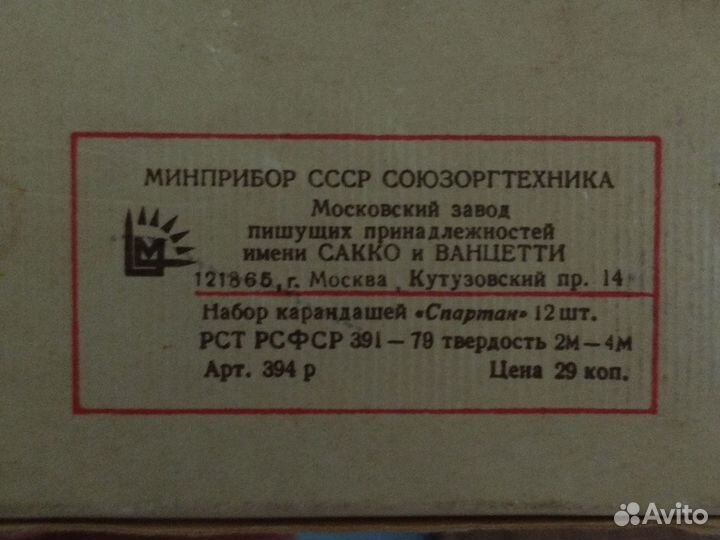 МИНПРИБОР СССР СОЮЗОРГТЕХНИКА
Московский завод
пишущих принадлежностей
имени САККО и ВАНЦЕТТИ
М
121865, г. Москва, Кутузовский пр. 14
Набор карандашей «Спартан» 12 шт.
РСТ РСФСР 391—79 твердость 2М—4М
Арт. 394 р Цена 29 коп.
Avito